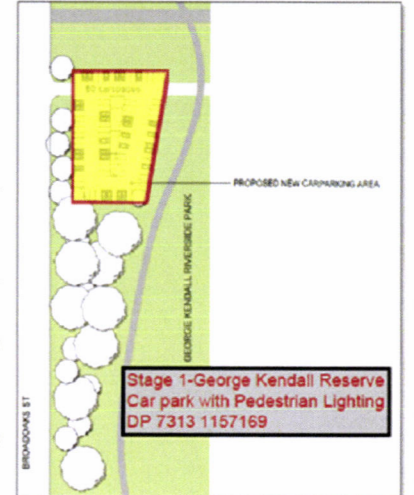 PROPOSED NEW CARPARKING AREA
GEORGE KENDALL RIVERSIDE PARK
Stage 1-George Kendall Reserve
Car park with Pedestrian Lighting
DP 7313 1157169
BROADOAKS ST